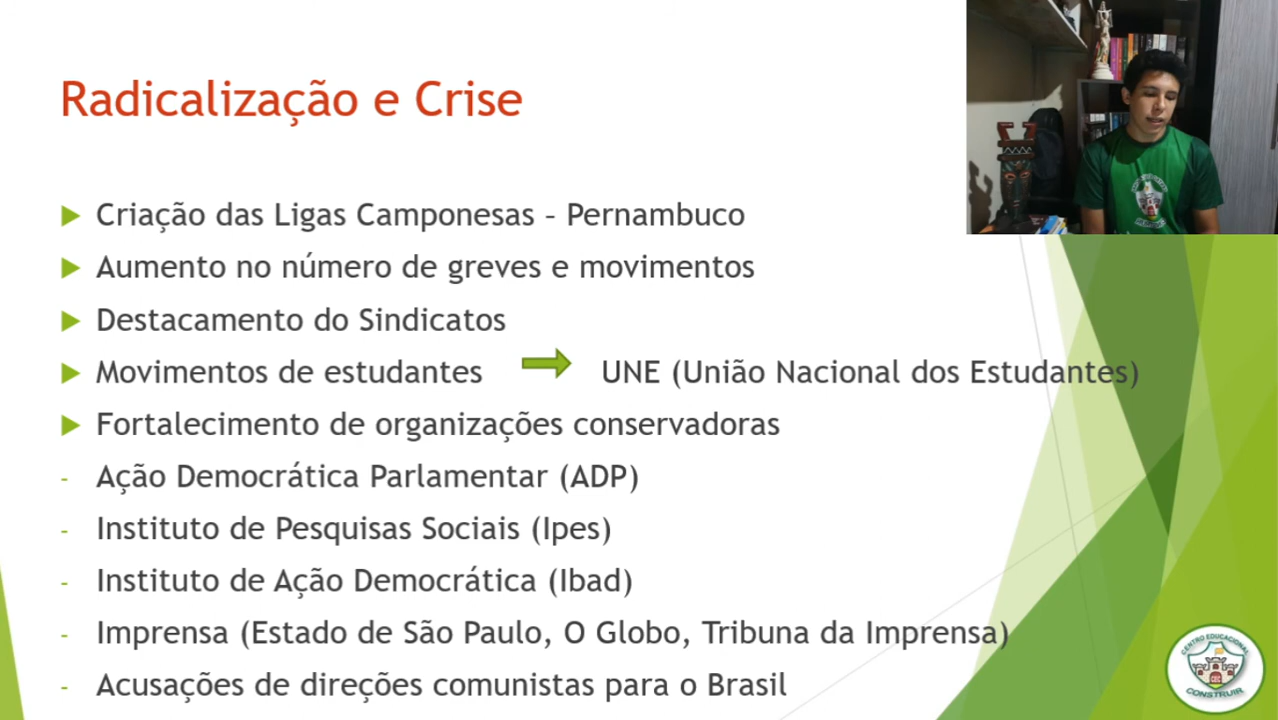 Radicalização e Crise
Criação das Ligas Camponesas – Pernambuco
Aumento no número de greves e movimentos
Destacamento do Sindicatos
Movimentos de estudantes UNE (União Nacional dos Estudantes)
Fortalecimento de organizações conservadoras
- Ação Democrática Parlamentar (ADP)
- Instituto de Pesquisas Sociais (Ipes)
- Instituto de Ação Democrática (Ibad)
- Imprensa (Estado de São Paulo, O Globo, Tribuna da Imprensa)
- Acusações de direções comunistas para o Brasil
CENTRO EDUCACIONAL
CONSTRUIR